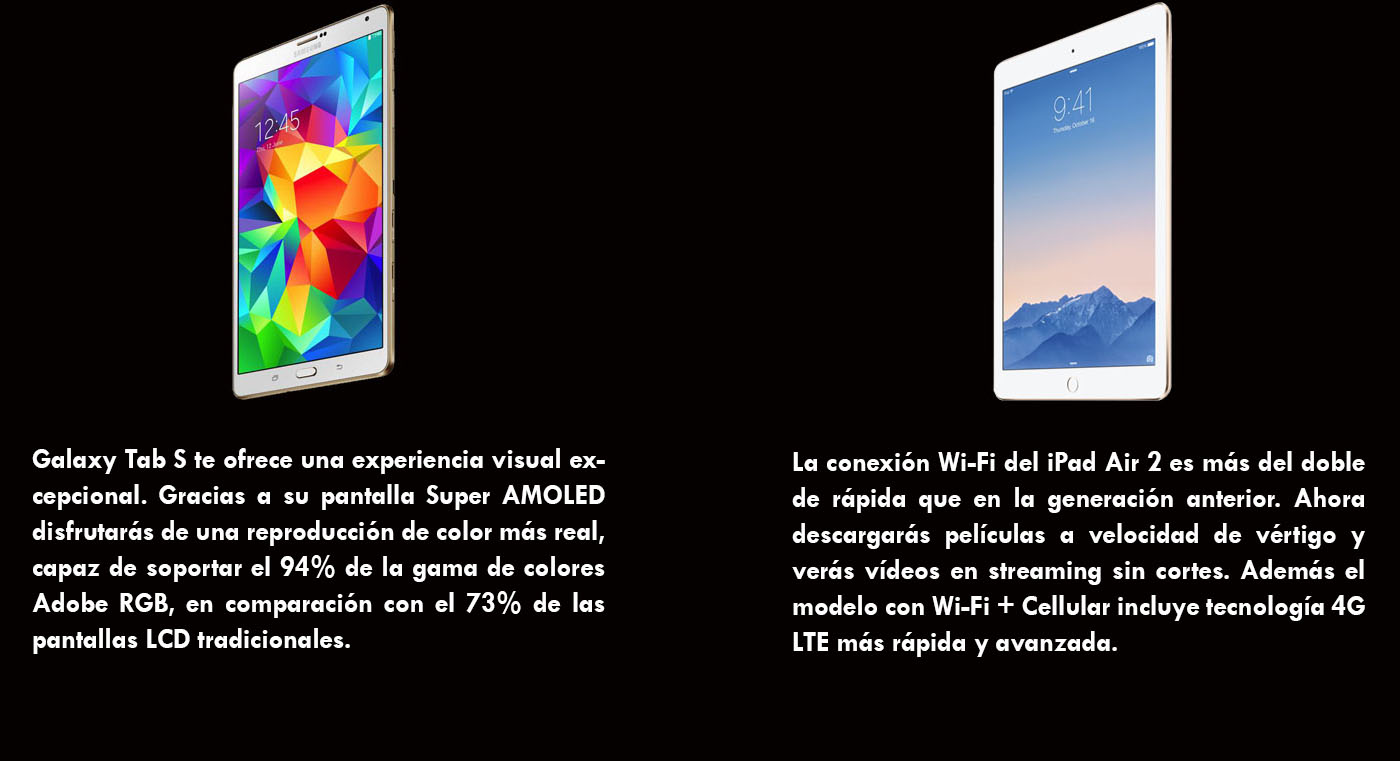 SAMSUNG
12:45
9:41
Thursday, October 16
Galaxy Tab S te ofrece una experiencia visual ex-
cepcional. Gracias a su pantalla Super AMOLED
disfrutarás de una reproducción de color más real,
capaz de soportar el 94% de la gama de colores
Adobe RGB, en comparación con el 73% de las
pantallas LCD tradicionales.
La conexión Wi-Fi del iPad Air 2 es más del doble
de rápida que en la generación anterior. Ahora
descargarás películas a velocidad de vértigo y
verás vídeos en streaming sin cortes. Además el
modelo con Wi-Fi + Cellular incluye tecnología 4G
LTE más rápida y avanzada.